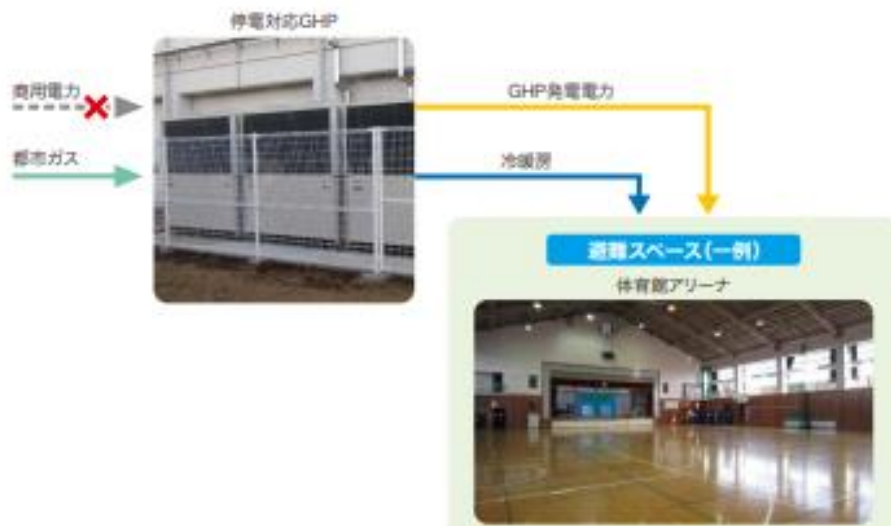 停電対応GHP
商用電力
GHP発電電力
都市ガス
冷暖房
避難スペース(一例)
体育館アリーナ